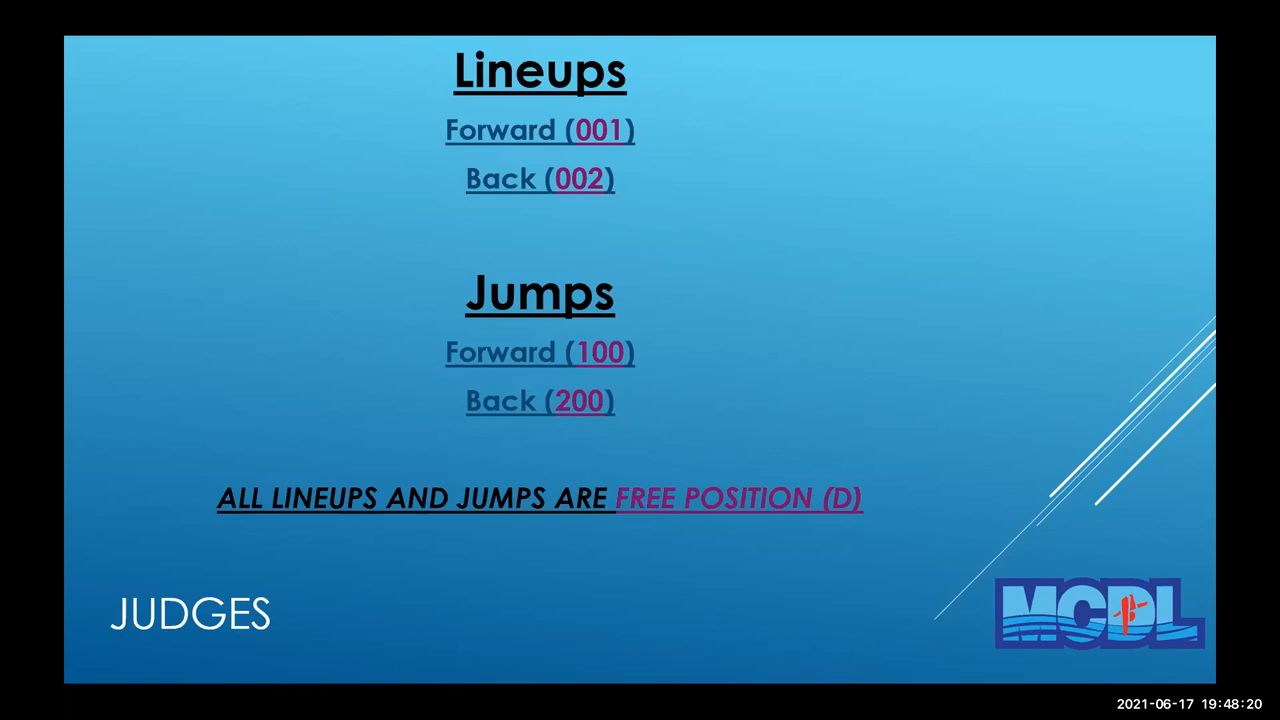 Lineups
Forward (001)
Back (002)
Jumps
Forward (100)
Back (200)
ALL LINEUPS AND JUMPS ARE FREE POSITION (D)
JUDGES
MCDL
2021-06-17 19:48:20